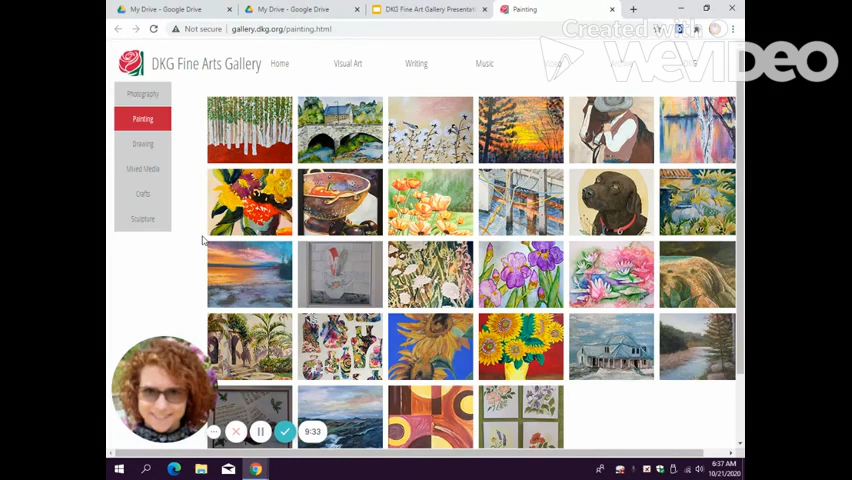 My Drive - Google Drive
My Drive - Google Drive
DKG Fine Art Gallery Presentati
Painting
Not secure
gallery.dkg.org/painting.html
Created with
WeVideo
DKG Fine Arts Gallery
Home
Visual Art
Writing
Music
Photography
Painting
Drawing
Mixed Media
Crafts
Sculpture
9:33
6:37 AM
10/21/2020